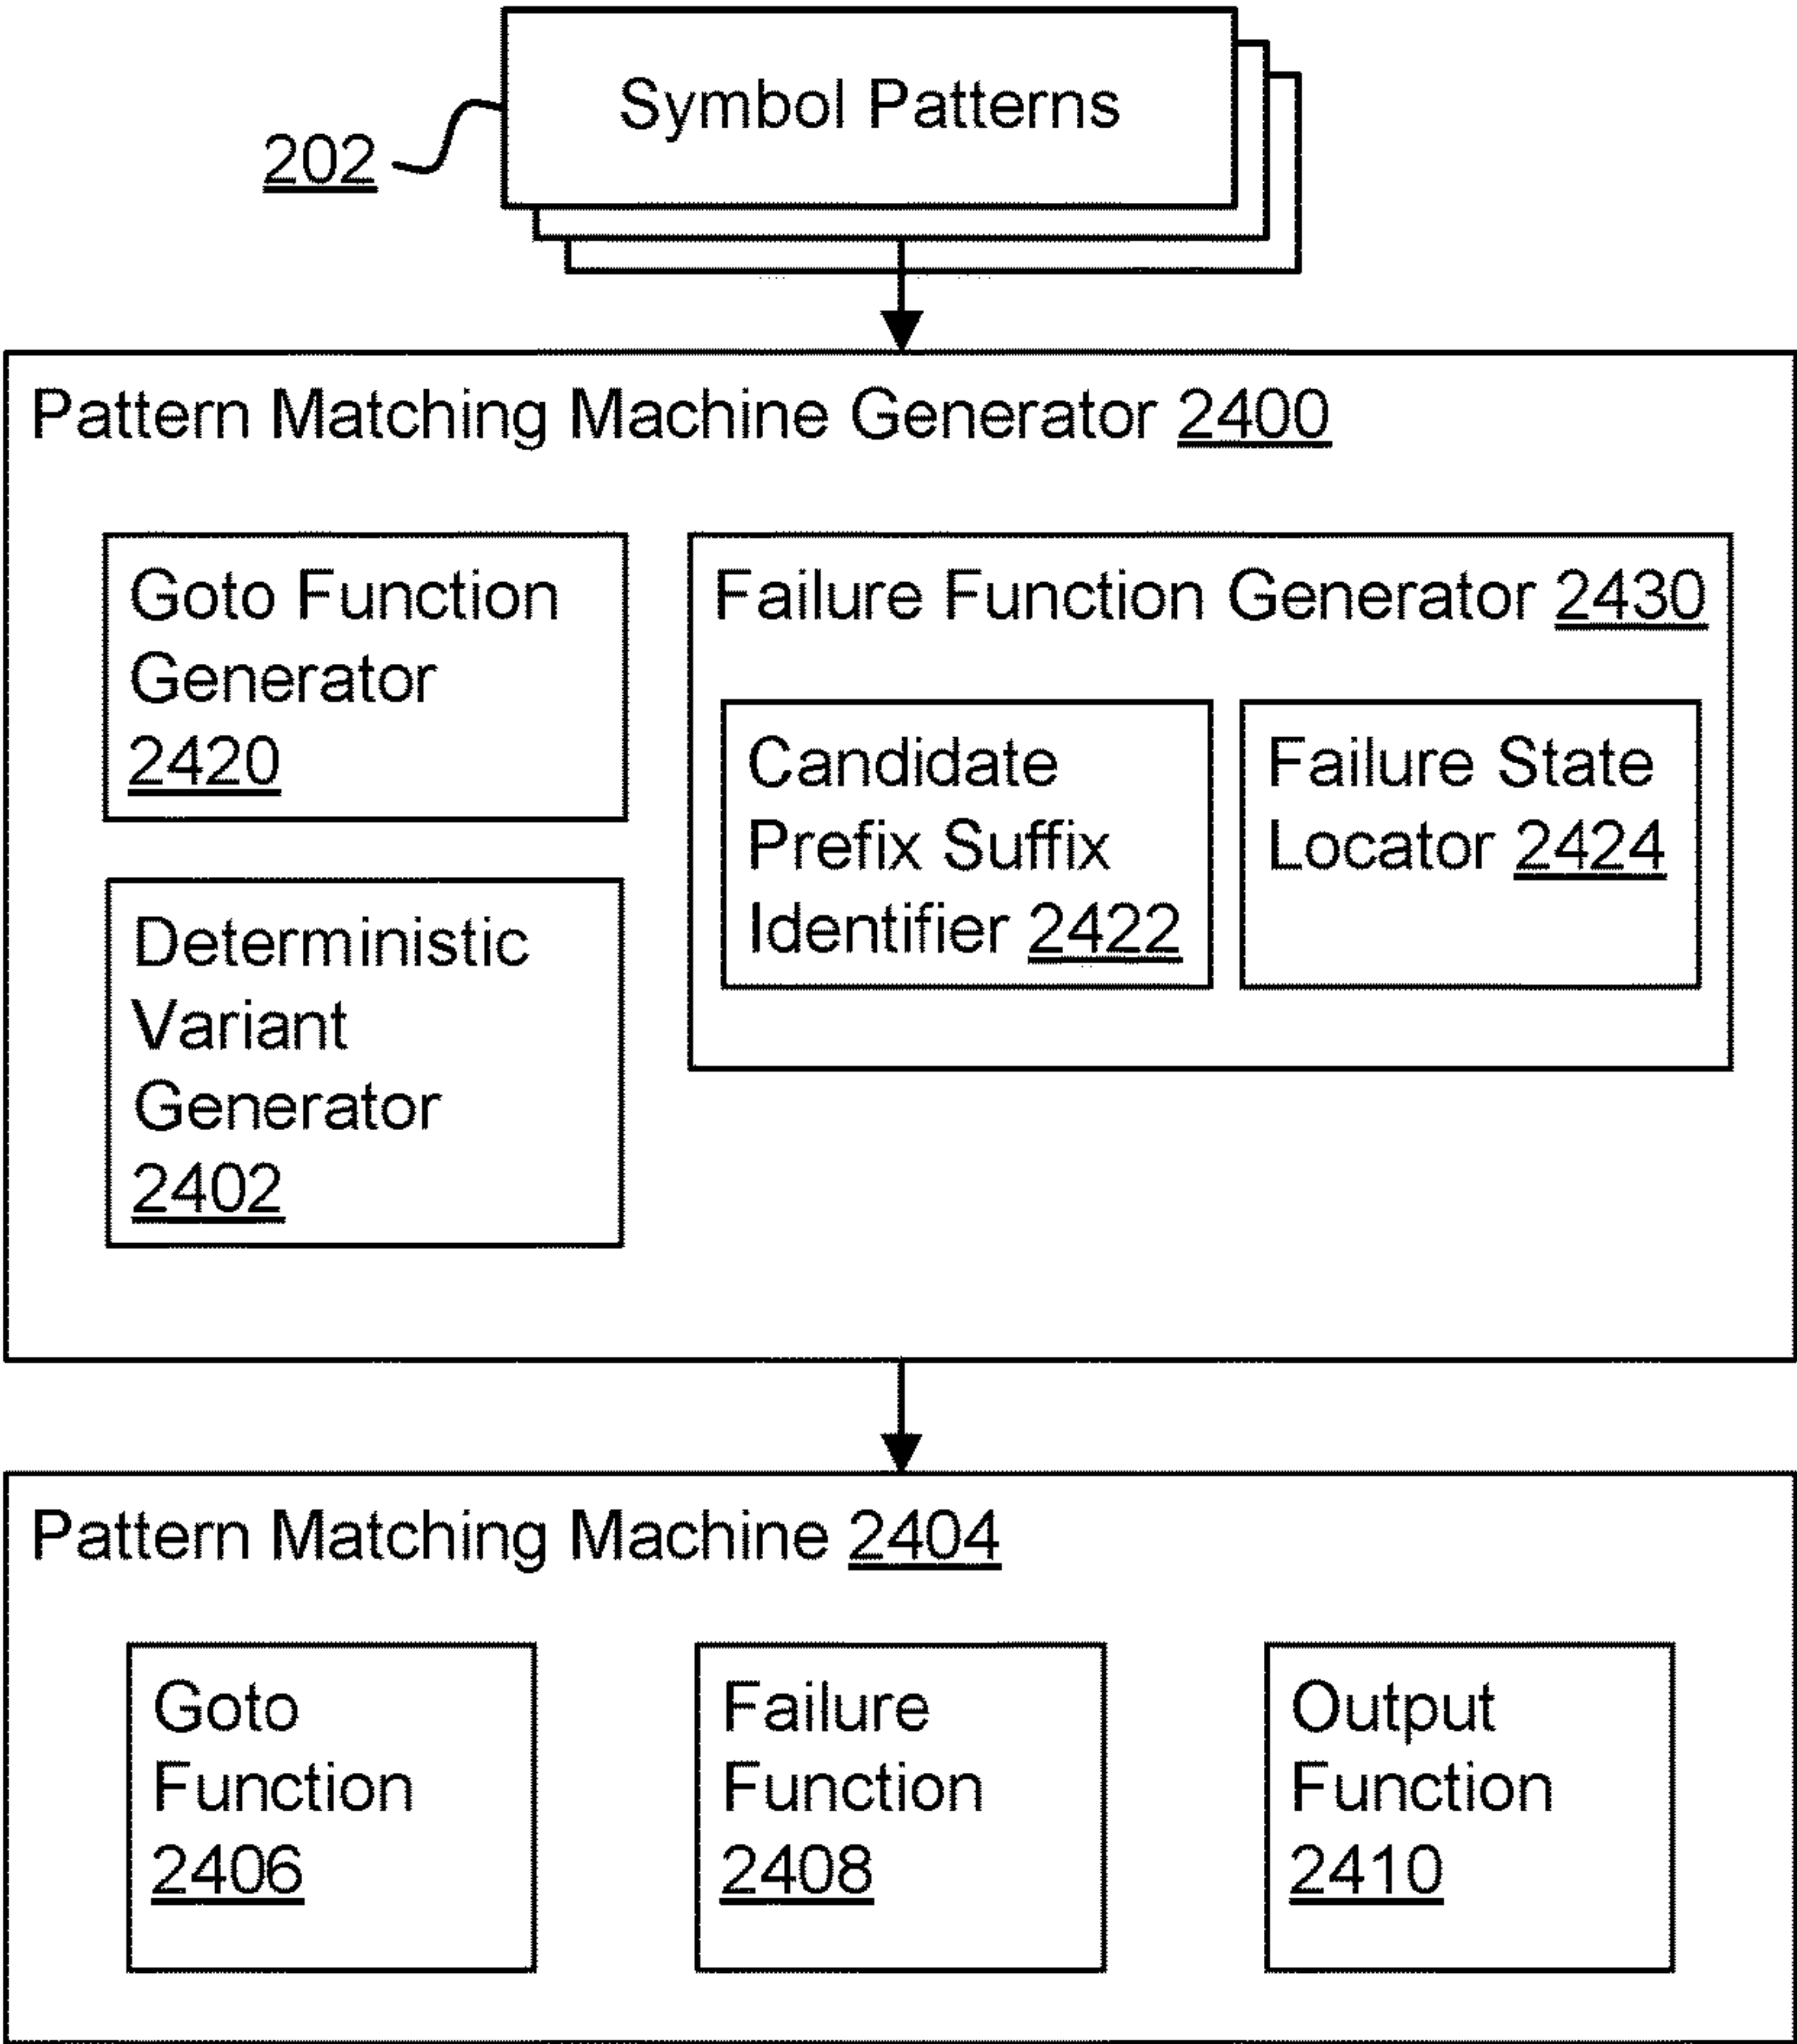 Symbol Patterns
202
Pattern Matching Machine Generator 2400
Goto Function
Generator
2420
Deterministic
Variant
Generator
2402
Failure Function Generator 2430
Candidate
Prefix Suffix
Identifier 2422
Failure State
Locator 2424
Pattern Matching Machine 2404
Goto
Function
2406
Failure
Function
2408
Output
Function
2410